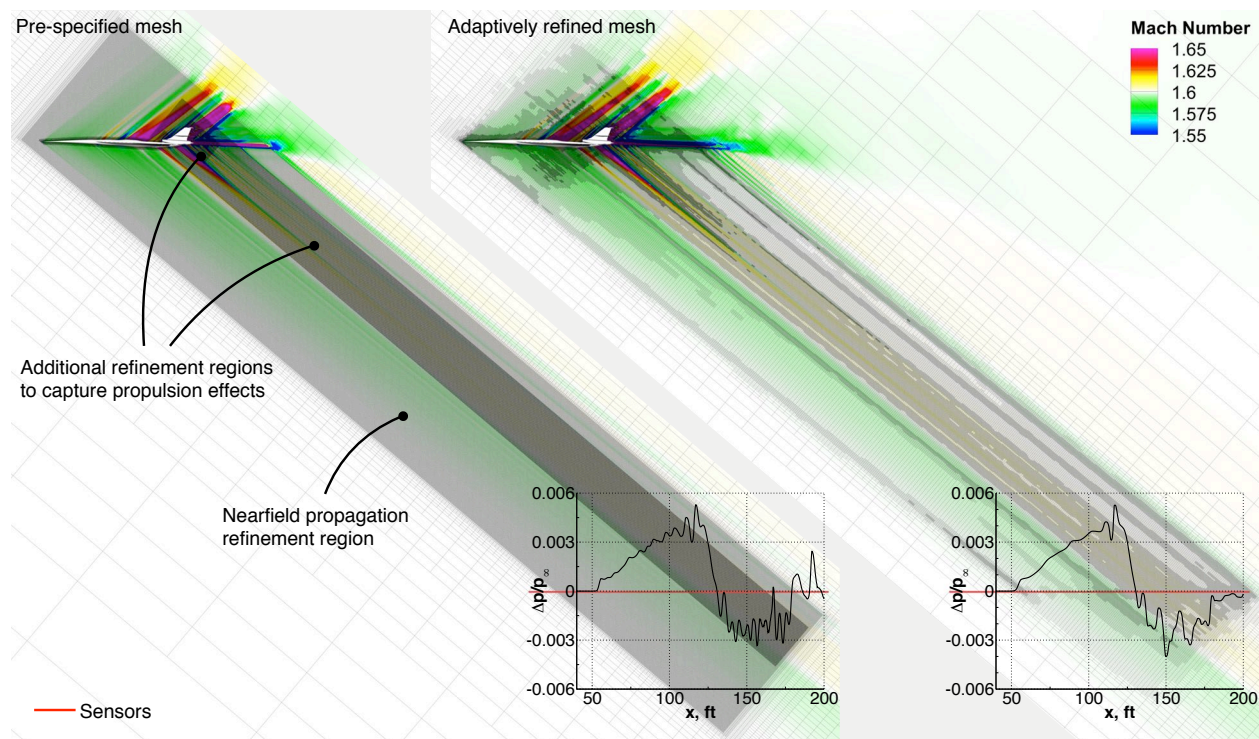 Pre-specified mesh
Adaptively refined mesh
Mach Number
1.65
1.625
1.6
1.575
1.55
Additional refinement regions
to capture propulsion effects
Nearfield propagation
refinement region
0.006
0.003
0
-0.003
-0.006
Δp/p∞
50
100
150
200
x, ft
0.006
0.003
0
-0.003
-0.006
Δp/p∞
50
100
150
200
x, ft
Sensors